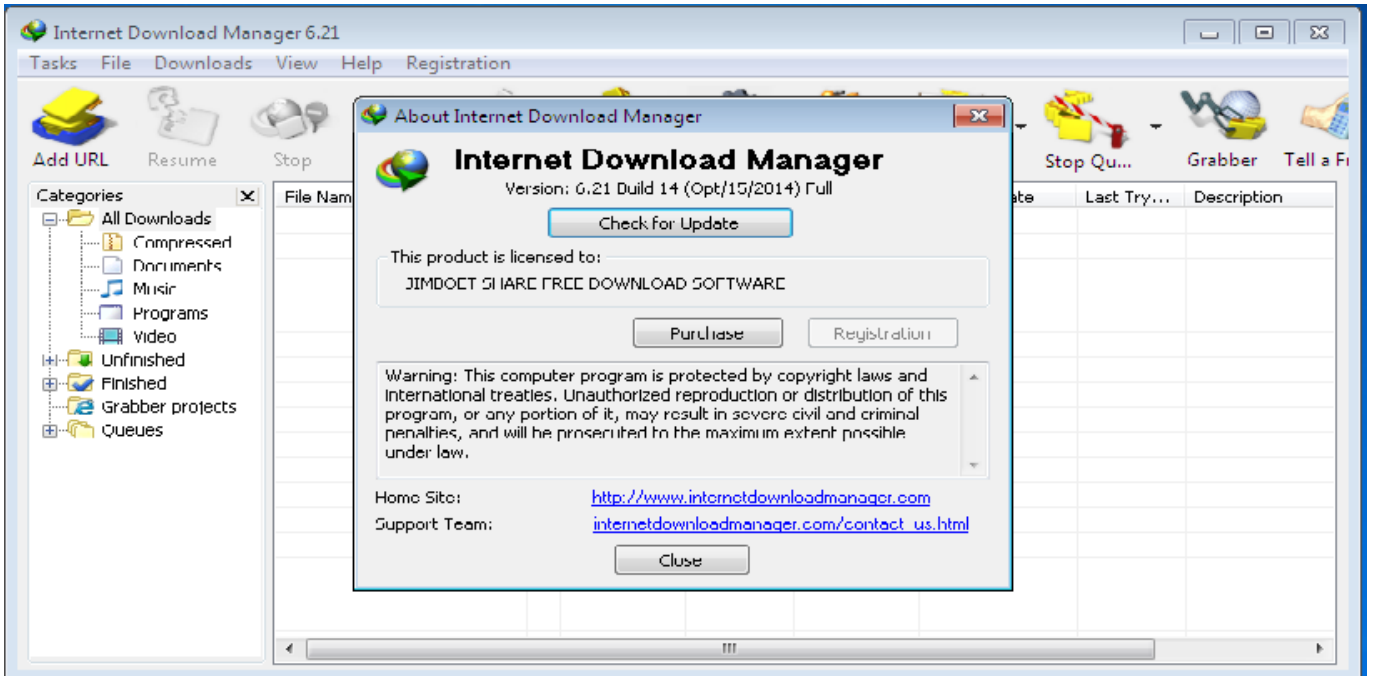 Internet Download Manager 6.21
Tasks File Downloads View Help Registration
Add URL Resume Stop Stop Qu... Grabber Tell a Fr
Categories
All Downloads
Compressed
Documents
Music
Programs
Video
Unfinished
Finished
Grabber projects
Queues
File Nam Last Try... Description
About Internet Download Manager
Internet Download Manager
Version: 6.21 Build 14 (Opt/15/2014) Full
Check for Update
This product is licensed to:
JIMDOET SHARE FREE DOWNLOAD SOFTWARE
Purchase Registration
Warning: This computer program is protected by copyright laws and
international treaties. Unauthorized reproduction or distribution of this
program, or any portion of it, may result in severe civil and criminal
penalties, and will be prosecuted to the maximum extent possible
under law.
Home Site: http://www.internetdownloadmanager.com
Support Team: internetdownloadmanager.com/contact_us.html
Close